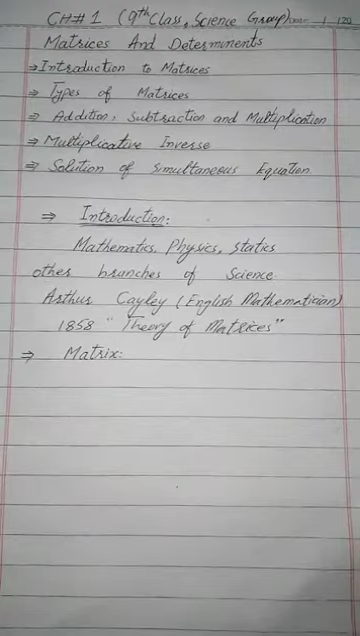 CH# 1 (9th Class, Science Group)
Matrices And Determinents
⇒ Introduction to Matrices
⇒ Types of Matrices
⇒ Addition, Subtraction and Multiplication
⇒ Multiplicative Inverse
⇒ Solution of Simultaneous Equation
⇒ Introduction:
Mathematics, Physics, statics
other branches of Science
Arthur Cayley (English Mathematician)
1858 "Theory of Matrices"
⇒ Matrix: